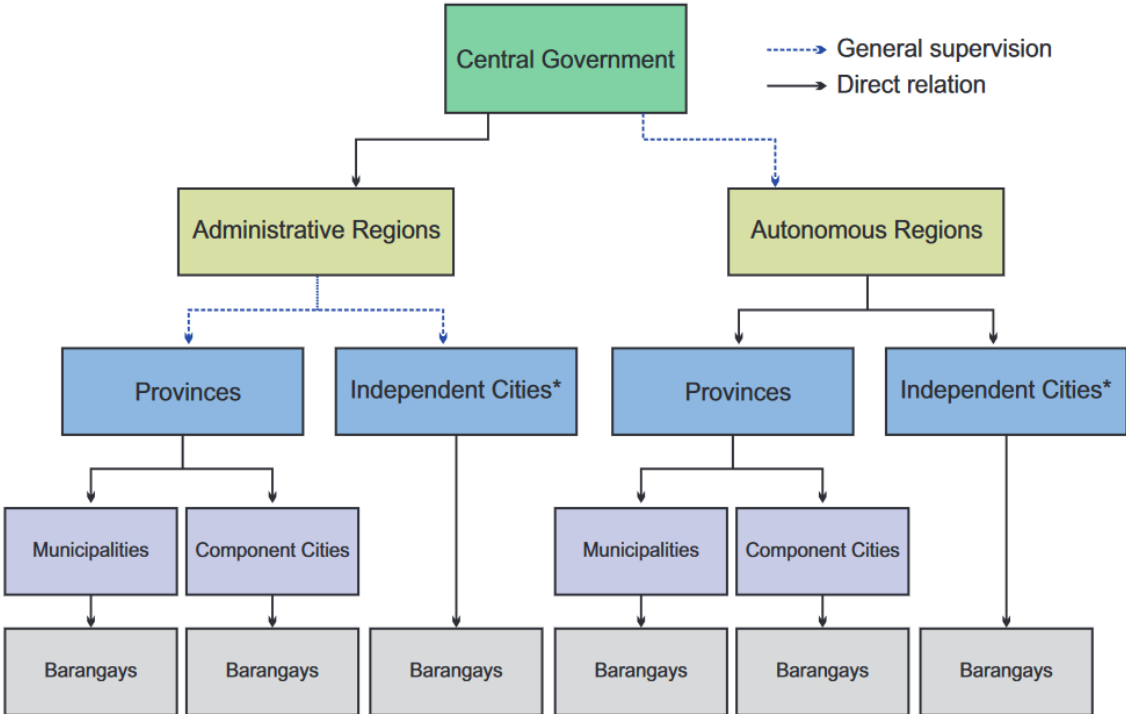 Central Government
General supervision
Direct relation
Administrative Regions
Autonomous Regions
Provinces
Independent Cities*
Provinces
Independent Cities*
Municipalities
Component Cities
Municipalities
Component Cities
Barangays
Barangays
Barangays
Barangays
Barangays
Barangays